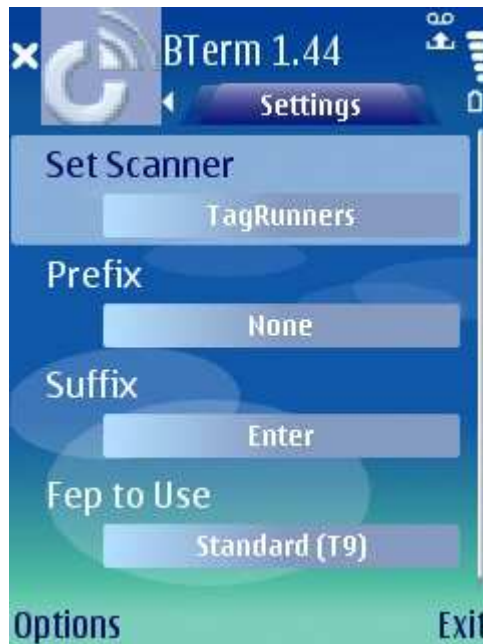 BTerm 1.44
Settings
Set Scanner
TagRunners
Prefix
None
Suffix
Enter
Fep to Use
Standard (T9)
Options
Exit